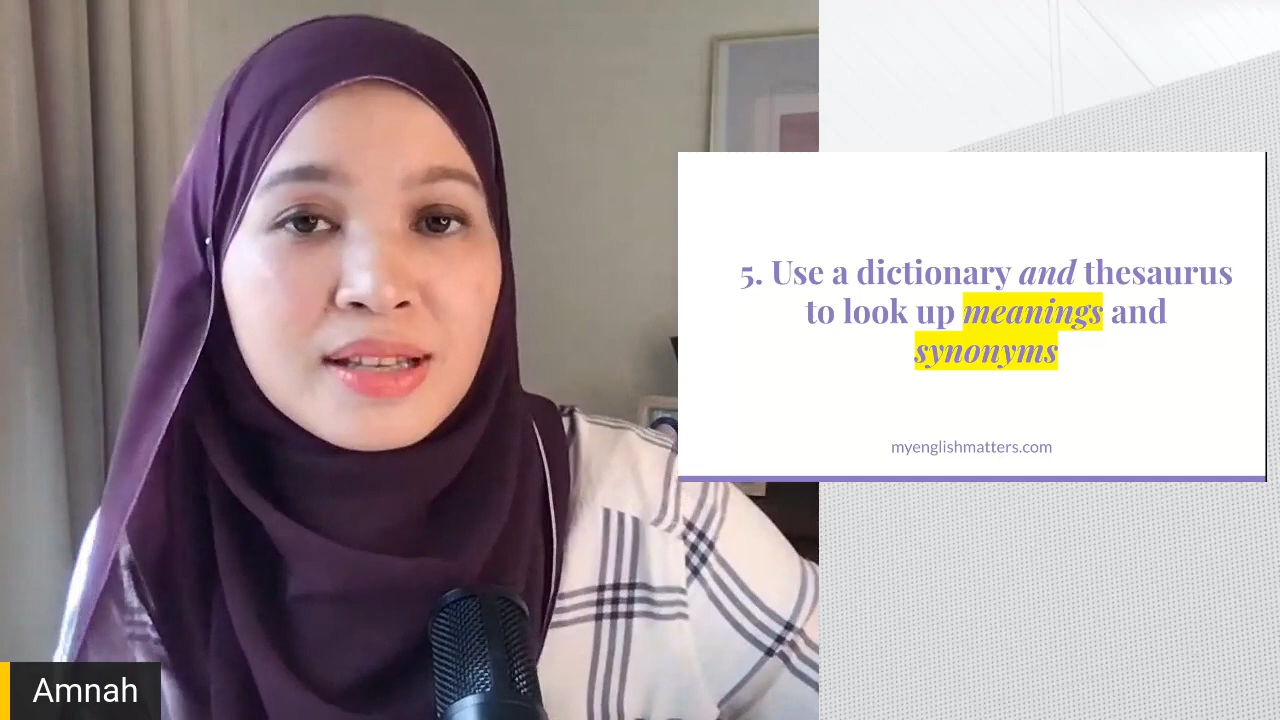 5. Use a dictionary and thesaurus
to look up meanings and
synonyms
myenglishmatters.com
Amnah